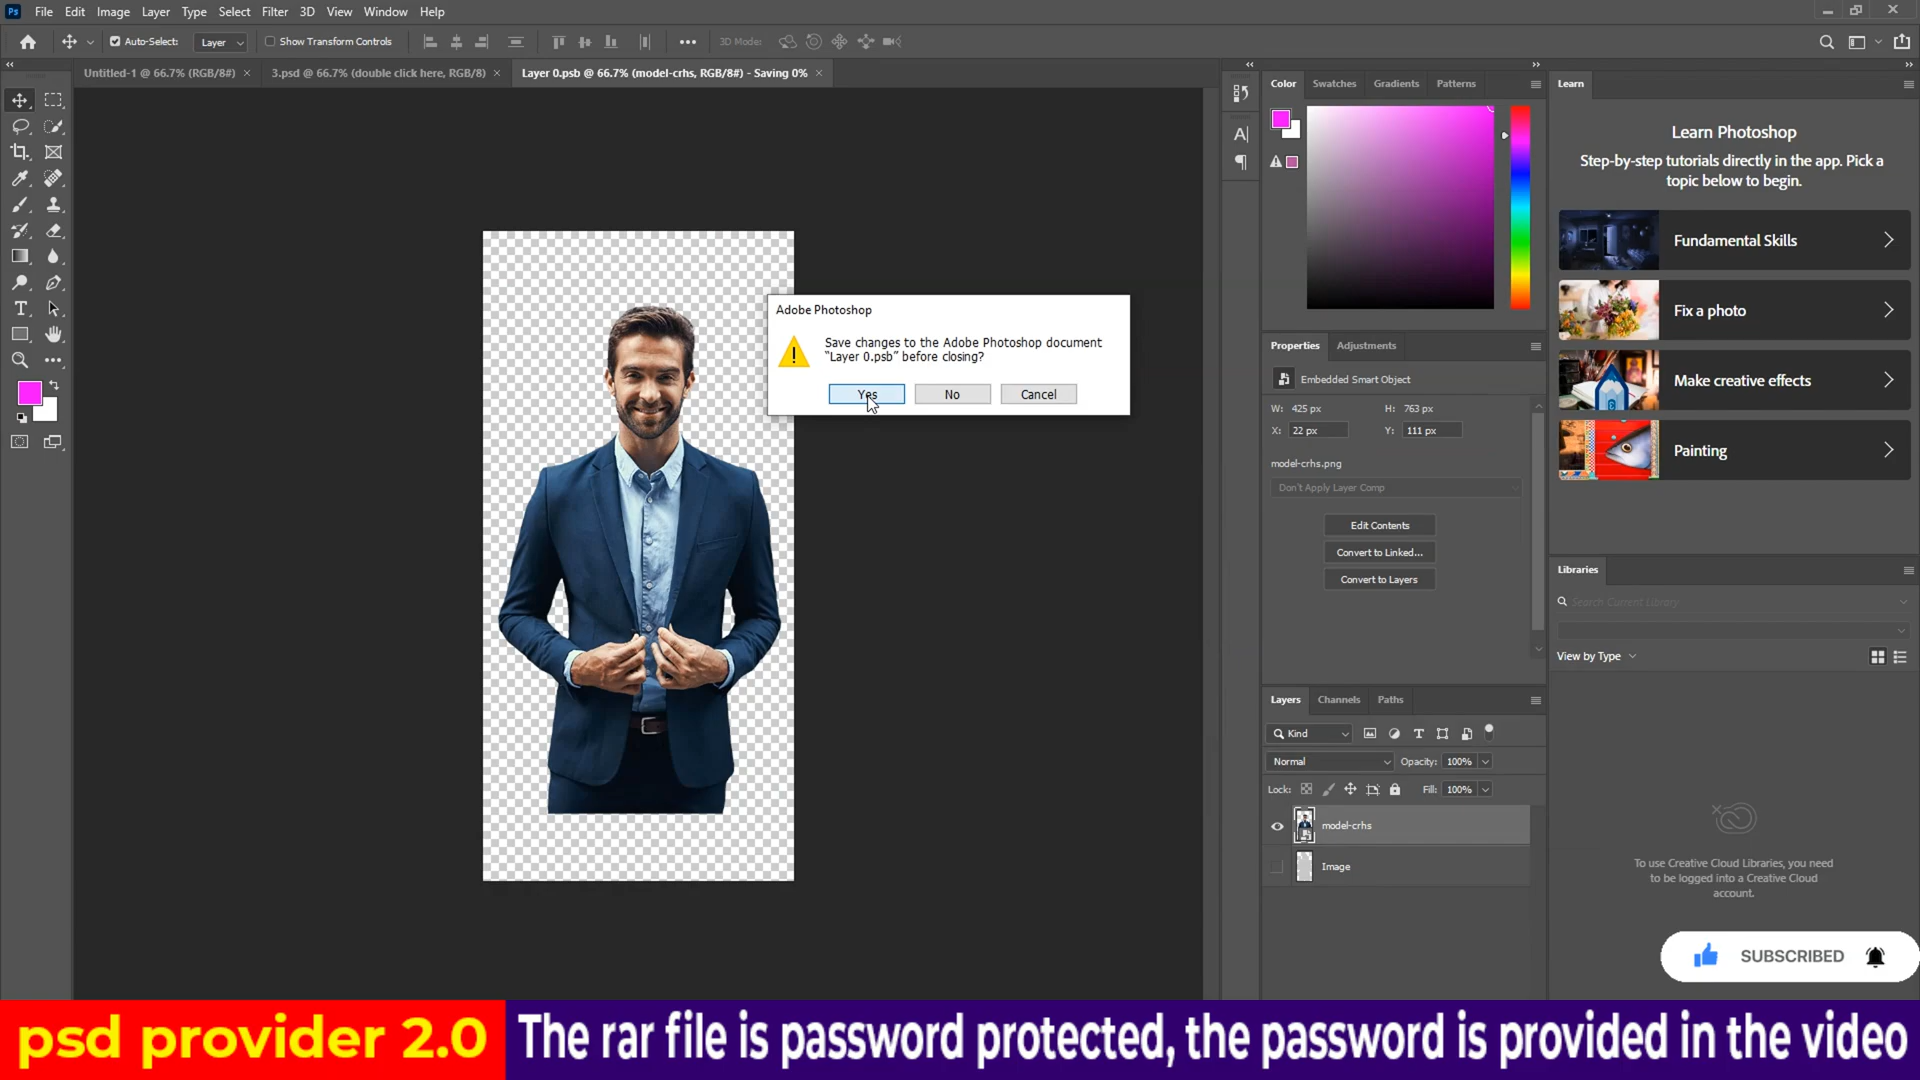 Ps File Edit Image Layer Type Select Filter 3D View Window Help
Auto-Select: Layer Show Transform Controls 3D Mode:
Untitled-1 @ 66.7% (RGB/8#) × 3.psd @ 66.7% (double click here, RGB/8) × Layer 0.psb @ 66.7% (model-crhs, RGB/8#) - Saving 0% ×
Adobe Photoshop
Save changes to the Adobe Photoshop document
“Layer 0.psb” before closing?
Yes No Cancel
Color Swatches Gradients Patterns
Properties Adjustments
Embedded Smart Object
W: 425 px H: 763 px
X: 22 px Y: 111 px
model-crhs.png
Don't Apply Layer Comp
Edit Contents
Convert to Linked...
Convert to Layers
Layers Channels Paths
Kind
Normal Opacity: 100%
Lock: Fill: 100%
model-crhs
Image
Learn
Learn Photoshop
Step-by-step tutorials directly in the app. Pick a
topic below to begin.
Fundamental Skills
Fix a photo
Make creative effects
Painting
Libraries
Search Current Library
View by Type
To use Creative Cloud Libraries, you need
to be logged into a Creative Cloud
account.
SUBSCRIBED
psd provider 2.0 The rar file is password protected, the password is provided in the video